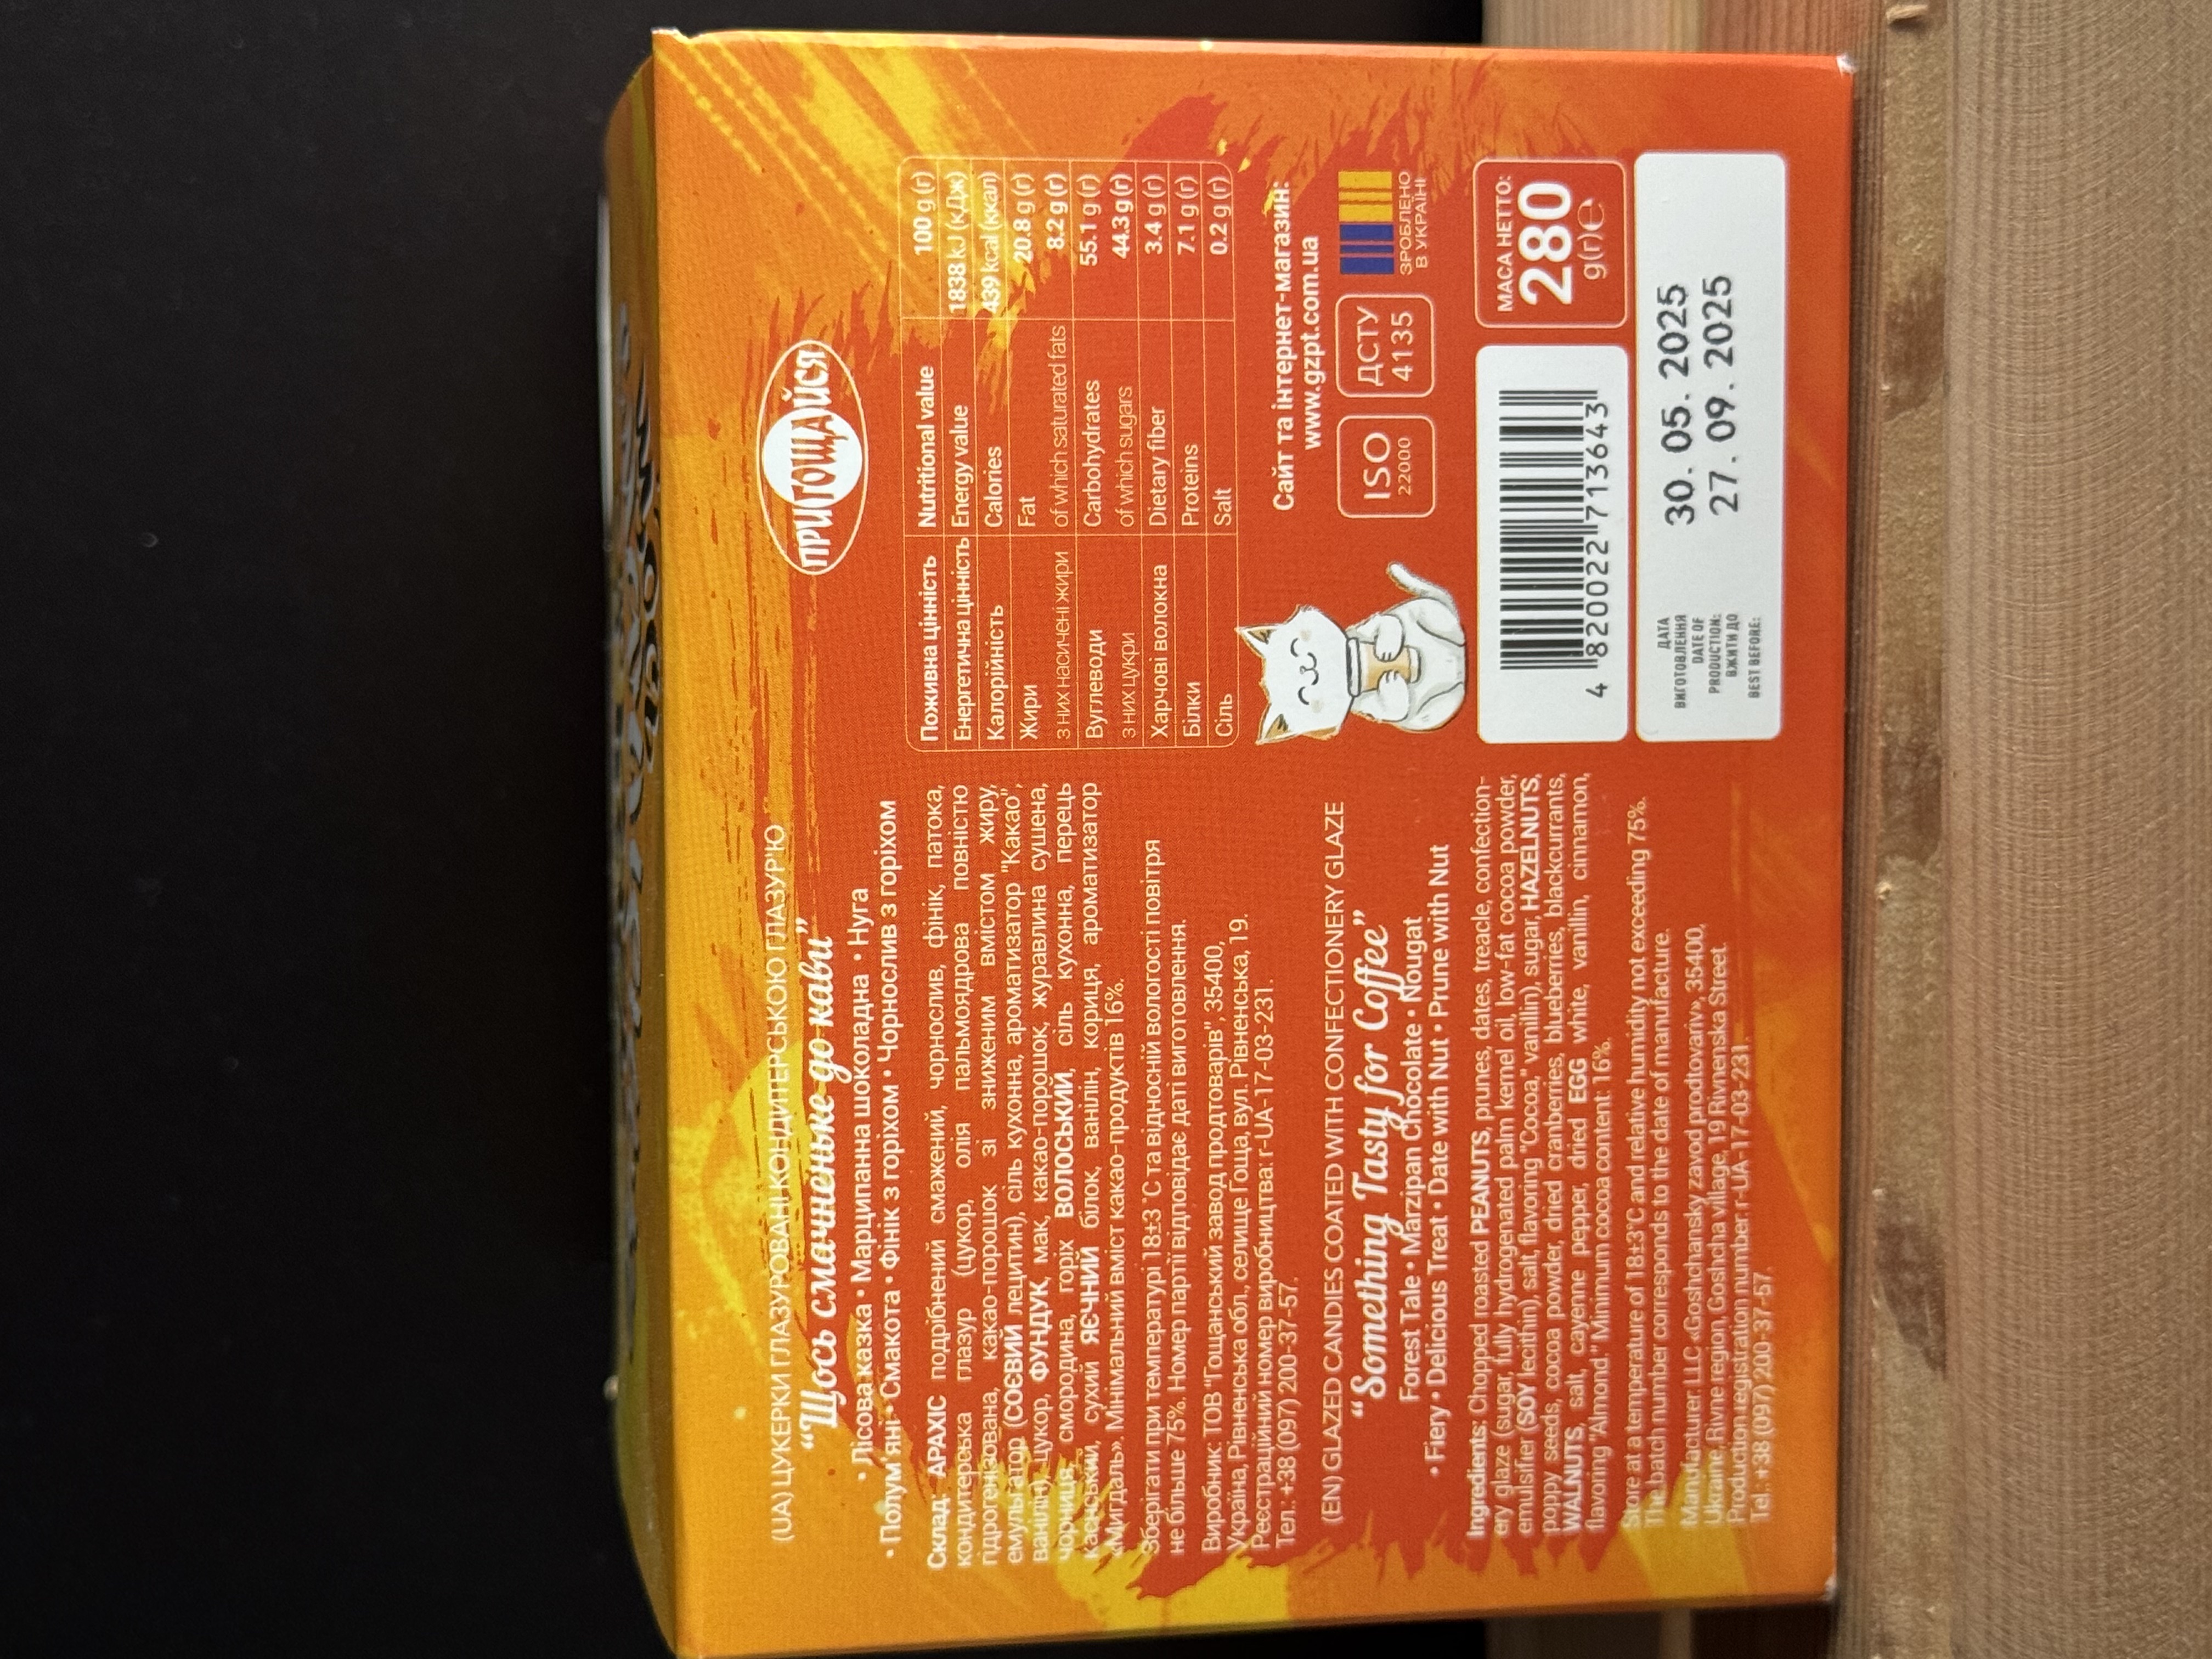 (UA) ЦУКЕРКИ ГЛАЗУРОВАНІ КОНДИТЕРСЬКОЮ ГЛАЗУР'Ю
“Щось смачненьке до кави”
• Лісова казка • Марципанна шоколадна • Нуга
• Полум'яні • Смакота • Фінік з горіхом • Чорнослив з горіхом
Склад: АРАХІС подрібнений смажений, чорнослив, фінік, патока,
кондитерська глазур (цукор, олія пальмоядрова повністю
гідрогенізована, какао-порошок зі зниженим вмістом жиру,
емульгатор (СОЄВИЙ лецитин), сіль кухонна, ароматизатор "Какао",
ванілін), цукор, ФУНДУК, мак, какао-порошок, журавлина сушена,
чорниця, смородина, горіх ВОЛОСЬКИЙ, сіль кухонна, перець
каєнський, сухий ЯЄЧНИЙ білок, ванілін, кориця, ароматизатор
«Мигдаль». Мінімальний вміст какао-продуктів 16%.
Зберігати при температурі 18±3 °С та відносній вологості повітря
не більше 75%. Номер партії відповідає даті виготовлення.
Виробник: ТОВ "Гощанський завод продтоварів", 35400,
Україна, Рівненська обл., селище Гоща, вул. Рівненська, 19.
Реєстраційний номер виробництва: r-UA-17-03-231.
Тел.: +38 (097) 200-37-57.
(EN) GLAZED CANDIES COATED WITH CONFECTIONERY GLAZE
“Something Tasty for Coffee”
Forest Tale • Marzipan Chocolate • Nougat
• Fiery • Delicious Treat • Date with Nut • Prune with Nut
Ingredients: Chopped roasted PEANUTS, prunes, dates, treacle, confection-
ery glaze (sugar, fully hydrogenated palm kernel oil, low-fat cocoa powder,
emulsifier (SOY lecithin), salt, flavoring "Cocoa," vanillin), sugar, HAZELNUTS,
poppy seeds, cocoa powder, dried cranberries, blueberries, blackcurrants,
WALNUTS, salt, cayenne pepper, dried EGG white, vanillin, cinnamon,
flavoring "Almond." Minimum cocoa content: 16%.
Store at a temperature of 18±3°C and relative humidity not exceeding 75%.
The batch number corresponds to the date of manufacture.
Manufacturer: LLC «Goshchansky zavod prodtovariv», 35400,
Ukraine, Rivne region, Goshcha village, 19 Rivnenska Street.
Production registration number r-UA-17-03-231.
Tel.: +38 (097) 200-37-57.
ПРИГОЩАЙСЯ
Поживна цінність Nutritional value 100 g (г)
Енергетична цінність Energy value 1838 kJ (кДж)
Калорійність Calories 439 kcal (ккал)
Жири Fat 20.8 g (г)
з них насичені жири of which saturated fats 8.2 g (г)
Вуглеводи Carbohydrates 55.1 g (г)
з них цукри of which sugars 44.3 g (г)
Харчові волокна Dietary fiber 3.4 g (г)
Білки Proteins 7.1 g (г)
Сіль Salt 0.2 g (г)
Сайт та інтернет-магазин:
www.gzpt.com.ua
ISO
22000
ДСТУ
4135
ЗРОБЛЕНО
В УКРАЇНІ
4 820022 713643
МАСА НЕТТО:
280
g(г)℮
ДАТА
ВИГОТОВЛЕННЯ
DATE OF
PRODUCTION:
ВЖИТИ ДО
BEST BEFORE:
30. 05. 2025
27. 09. 2025